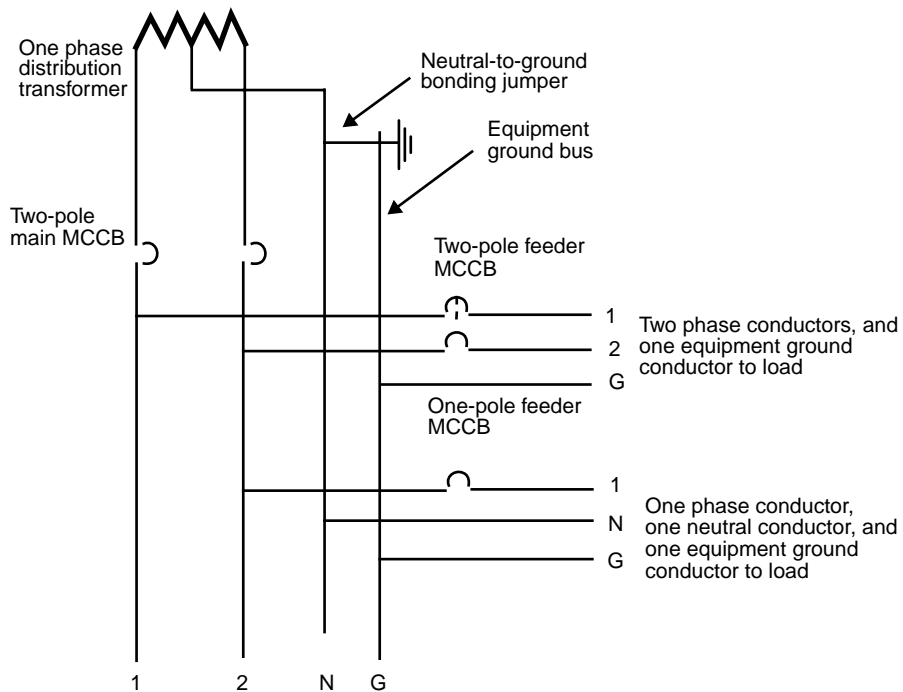 One phase
distribution
transformer
Neutral-to-ground
bonding jumper
Equipment
ground bus
Two-pole
main MCCB
Two-pole feeder
MCCB
1
2
G
Two phase conductors, and
one equipment ground
conductor to load
One-pole feeder
MCCB
1
N
G
One phase conductor,
one neutral conductor, and
one equipment ground
conductor to load
1 2 N G